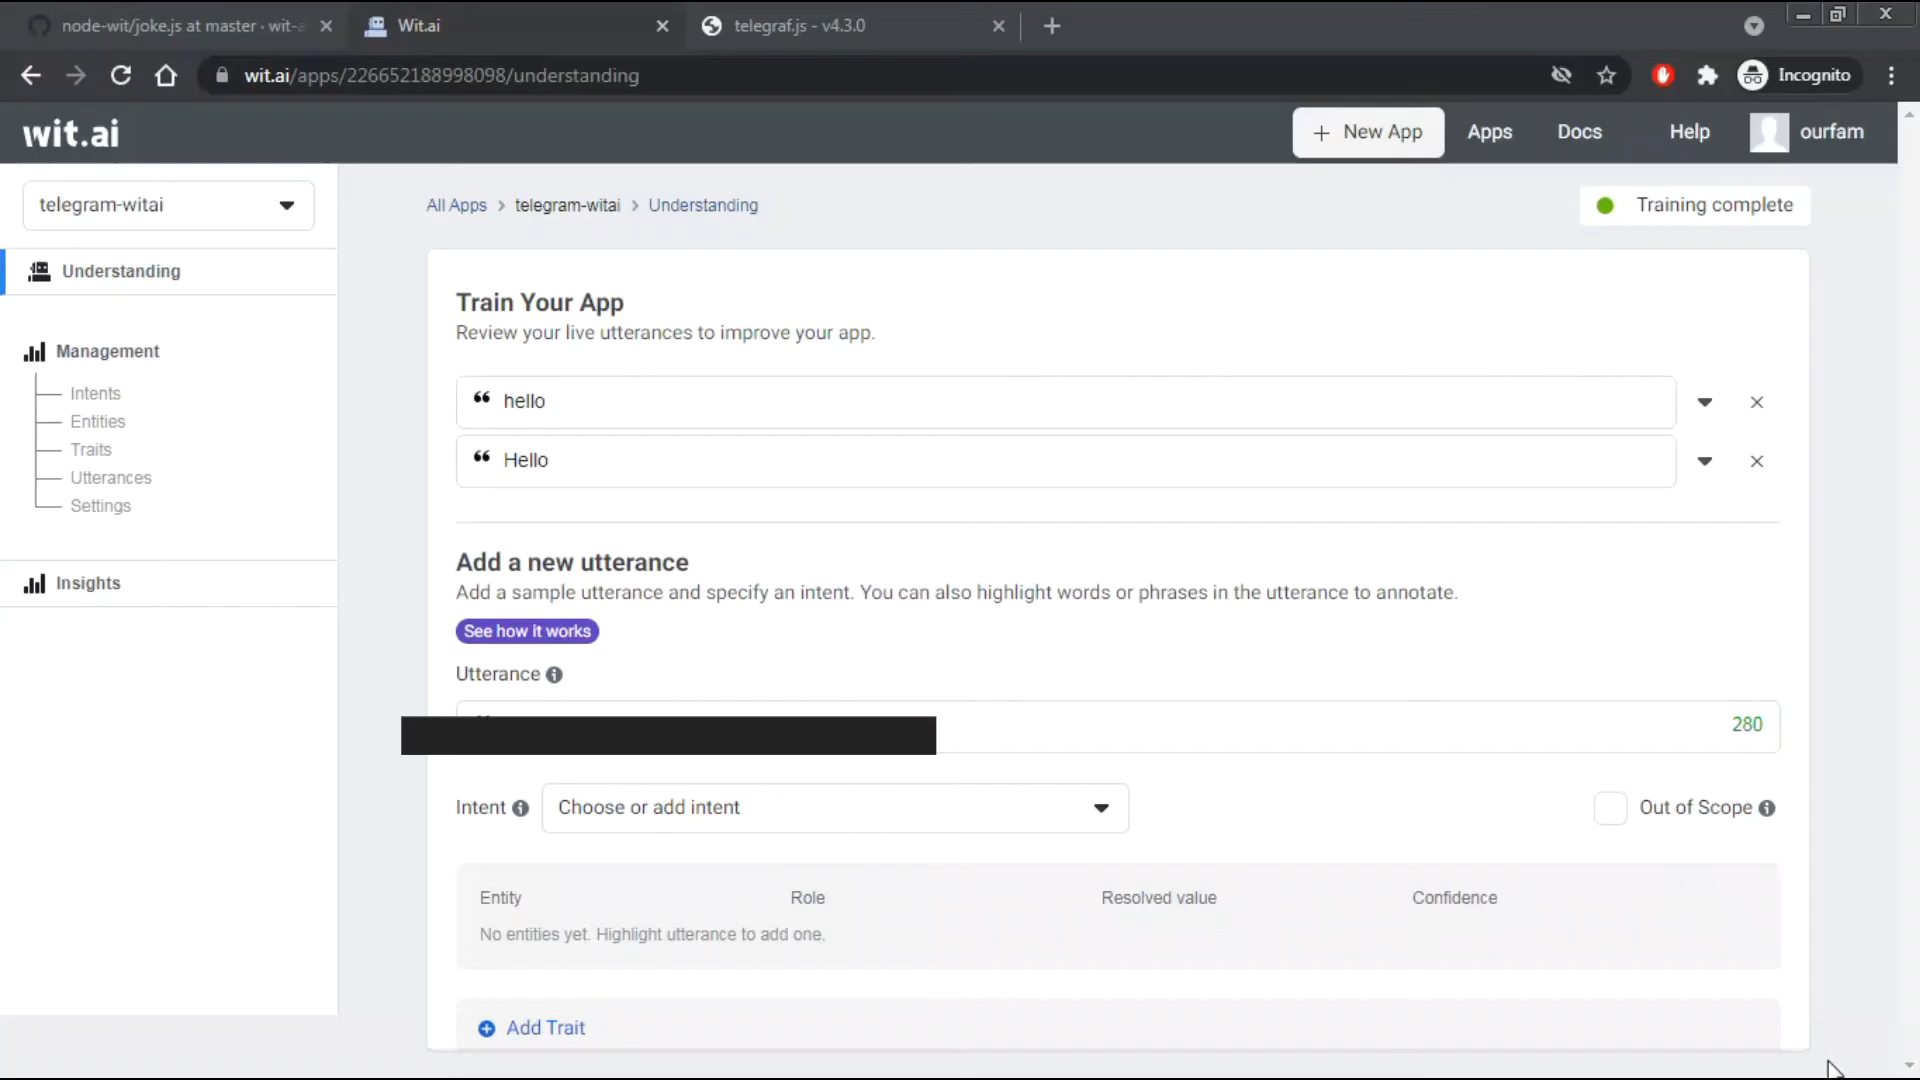 node-wit/joke.js at master · wit-a
Wit.ai
telegraf.js - v4.3.0
wit.ai/apps/226652188998098/understanding
Incognito
wit.ai
New App
Apps
Docs
Help
ourfam
telegram-witai
All Apps > telegram-witai > Understanding
Training complete
Understanding
Management
Intents
Entities
Traits
Utterances
Settings
Insights
Train Your App
Review your live utterances to improve your app.
“ hello
“ Hello
Add a new utterance
Add a sample utterance and specify an intent. You can also highlight words or phrases in the utterance to annotate.
See how it works
Utterance
280
Intent
Choose or add intent
Out of Scope
Entity Role Resolved value Confidence
No entities yet. Highlight utterance to add one.
Add Trait